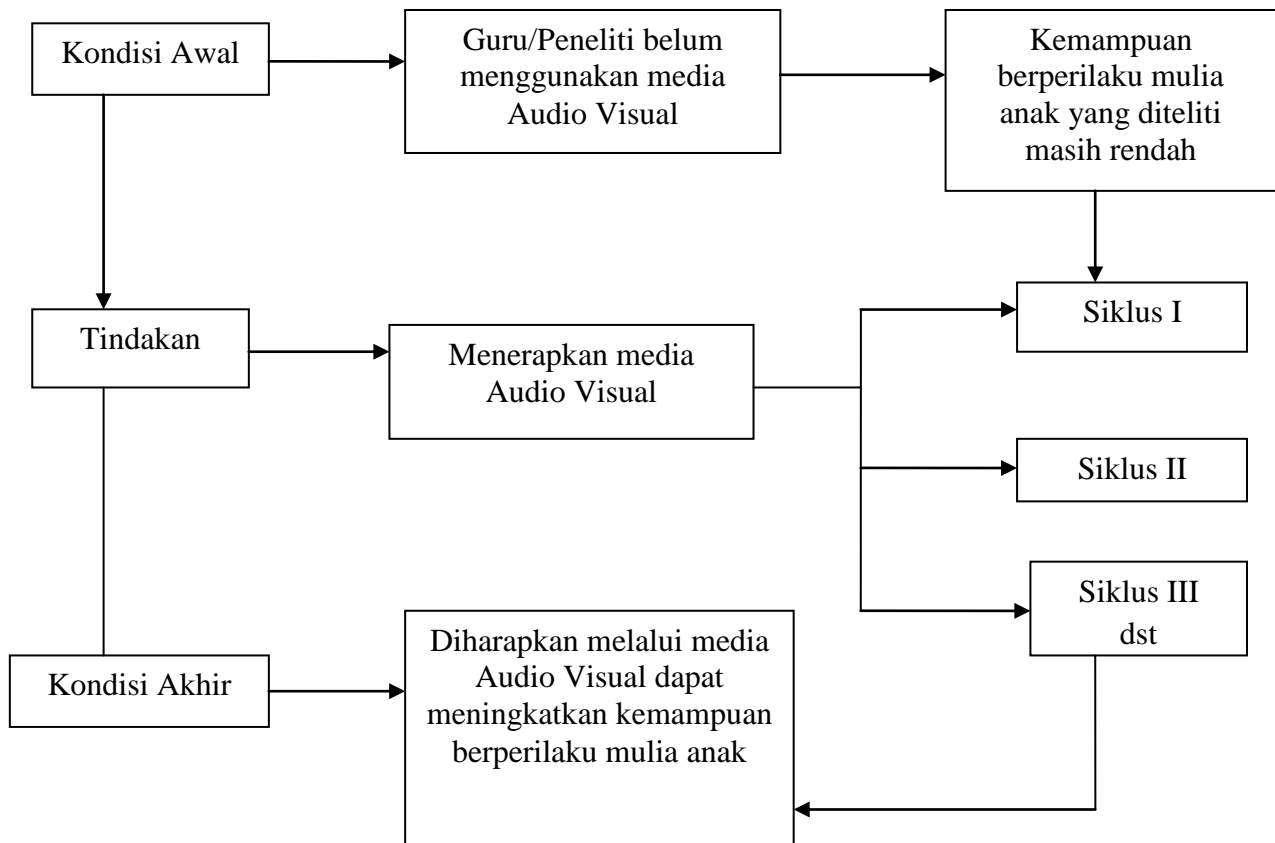 Kondisi Awal
Guru/Peneliti belum
menggunakan media
Audio Visual
Kemampuan
berperilaku mulia
anak yang diteliti
masih rendah
Tindakan
Menerapkan media
Audio Visual
Siklus I
Siklus II
Siklus III
dst
Kondisi Akhir
Diharapkan melalui media
Audio Visual dapat
meningkatkan kemampuan
berperilaku mulia anak